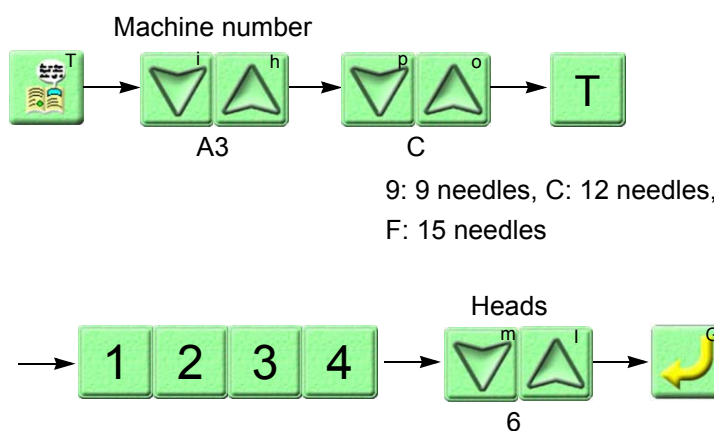 Machine number
T i h p o T
A3 C
9: 9 needles, C: 12 needles,
F: 15 needles
Heads
1 2 3 4 m l G
6